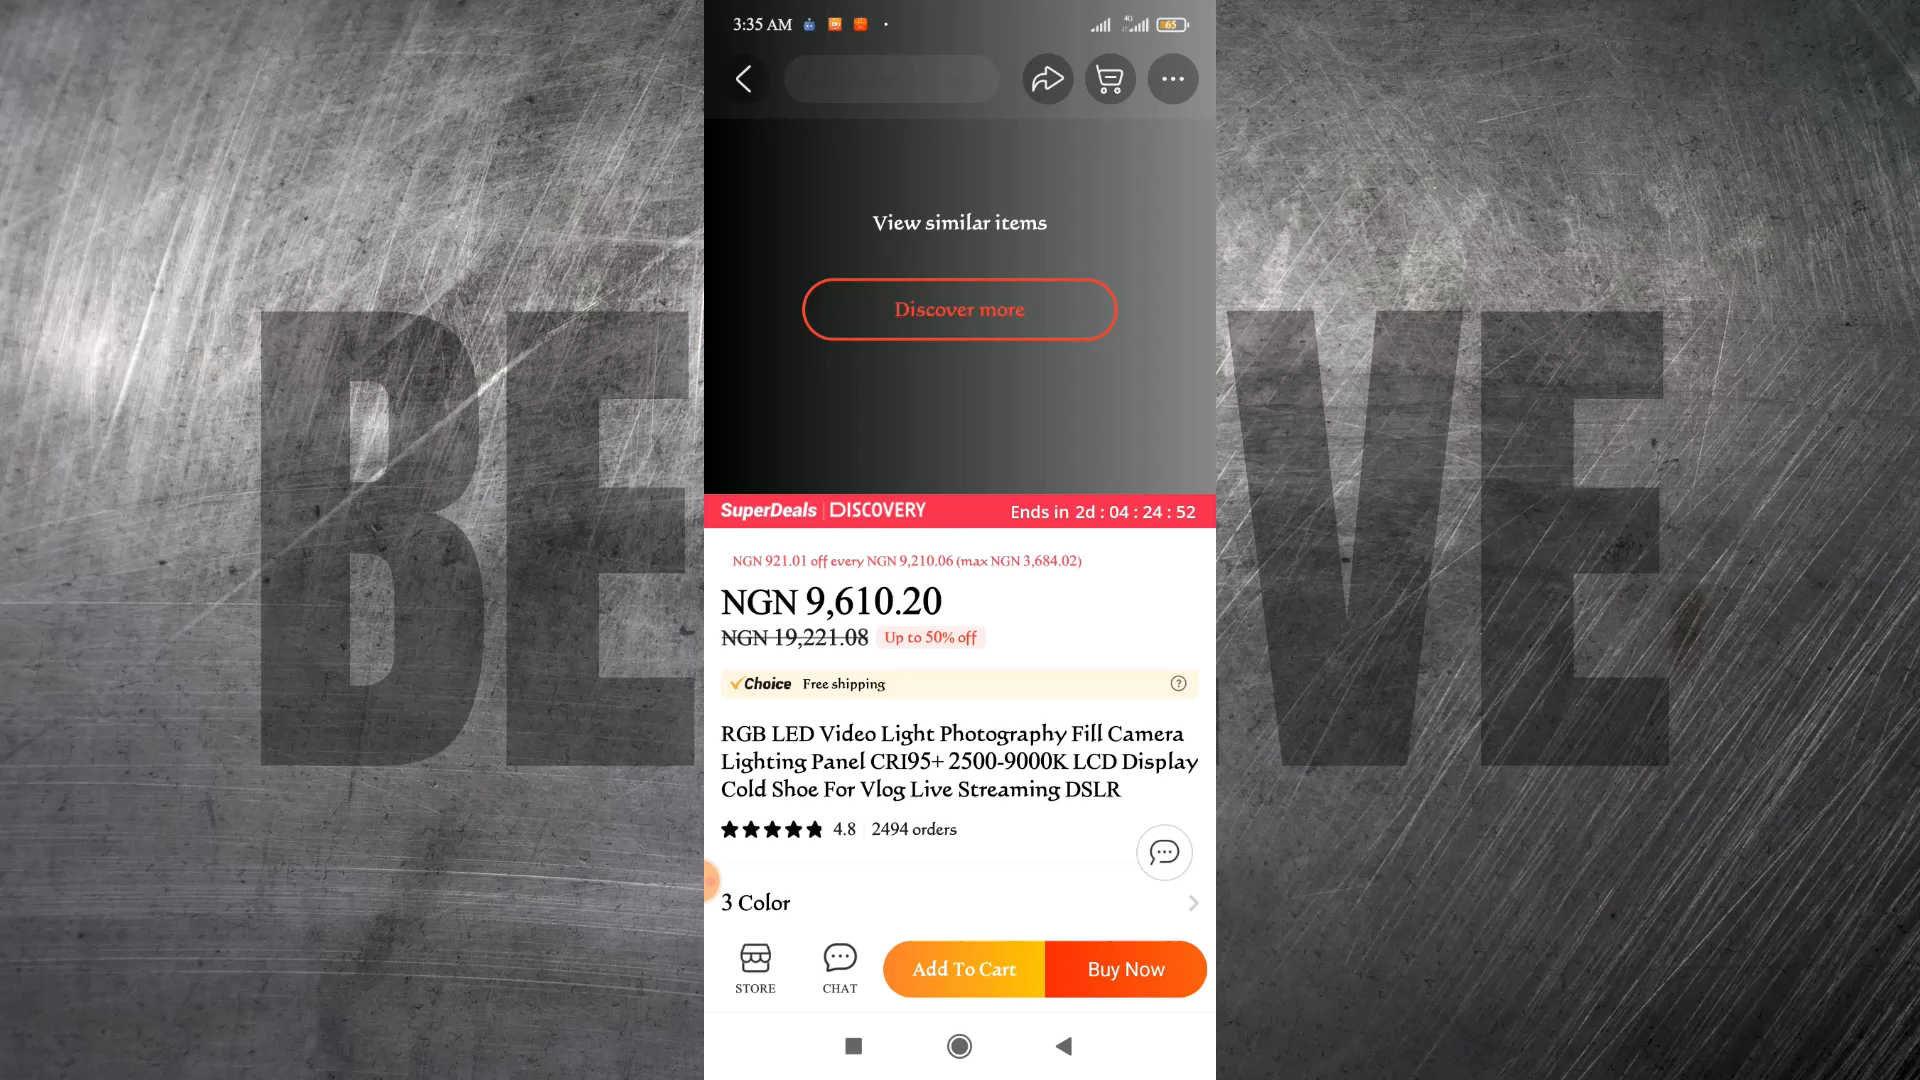 3:35 AM
4G
65
View similar items
Discover more
SuperDeals | DISCOVERY
Ends in 2d : 04 : 24 : 52
NGN 921.01 off every NGN 9,210.06 (max NGN 3,684.02)
NGN 9,610.20
NGN 19,221.08 Up to 50% off
Choice Free shipping
RGB LED Video Light Photography Fill Camera
Lighting Panel CRI95+ 2500-9000K LCD Display
Cold Shoe For Vlog Live Streaming DSLR
4.8 2494 orders
3 Color
STORE
CHAT
Add To Cart
Buy Now
BE
VE